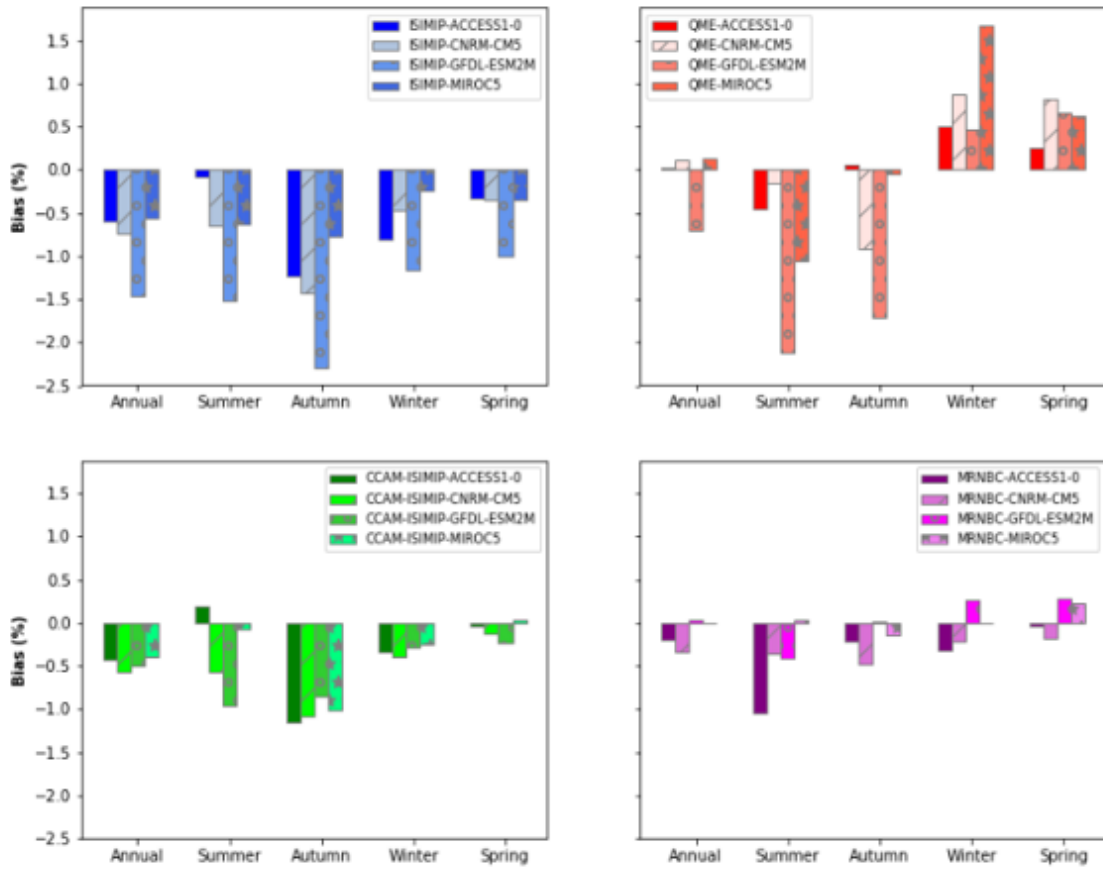 ISIMIP-ACCESS1-0
ISIMIP-CNRM-CM5
ISIMIP-GFDL-ESM2M
ISIMIP-MIROC5
Bias (%)
1.5
1.0
0.5
0.0
−0.5
−1.0
−1.5
−2.0
−2.5
Annual Summer Autumn Winter Spring
QME-ACCESS1-0
QME-CNRM-CM5
QME-GFDL-ESM2M
QME-MIROC5
Annual Summer Autumn Winter Spring
CCAM-ISIMIP-ACCESS1-0
CCAM-ISIMIP-CNRM-CM5
CCAM-ISIMIP-GFDL-ESM2M
CCAM-ISIMIP-MIROC5
Bias (%)
1.5
1.0
0.5
0.0
−0.5
−1.0
−1.5
−2.0
−2.5
Annual Summer Autumn Winter Spring
MRNBC-ACCESS1-0
MRNBC-CNRM-CM5
MRNBC-GFDL-ESM2M
MRNBC-MIROC5
Annual Summer Autumn Winter Spring